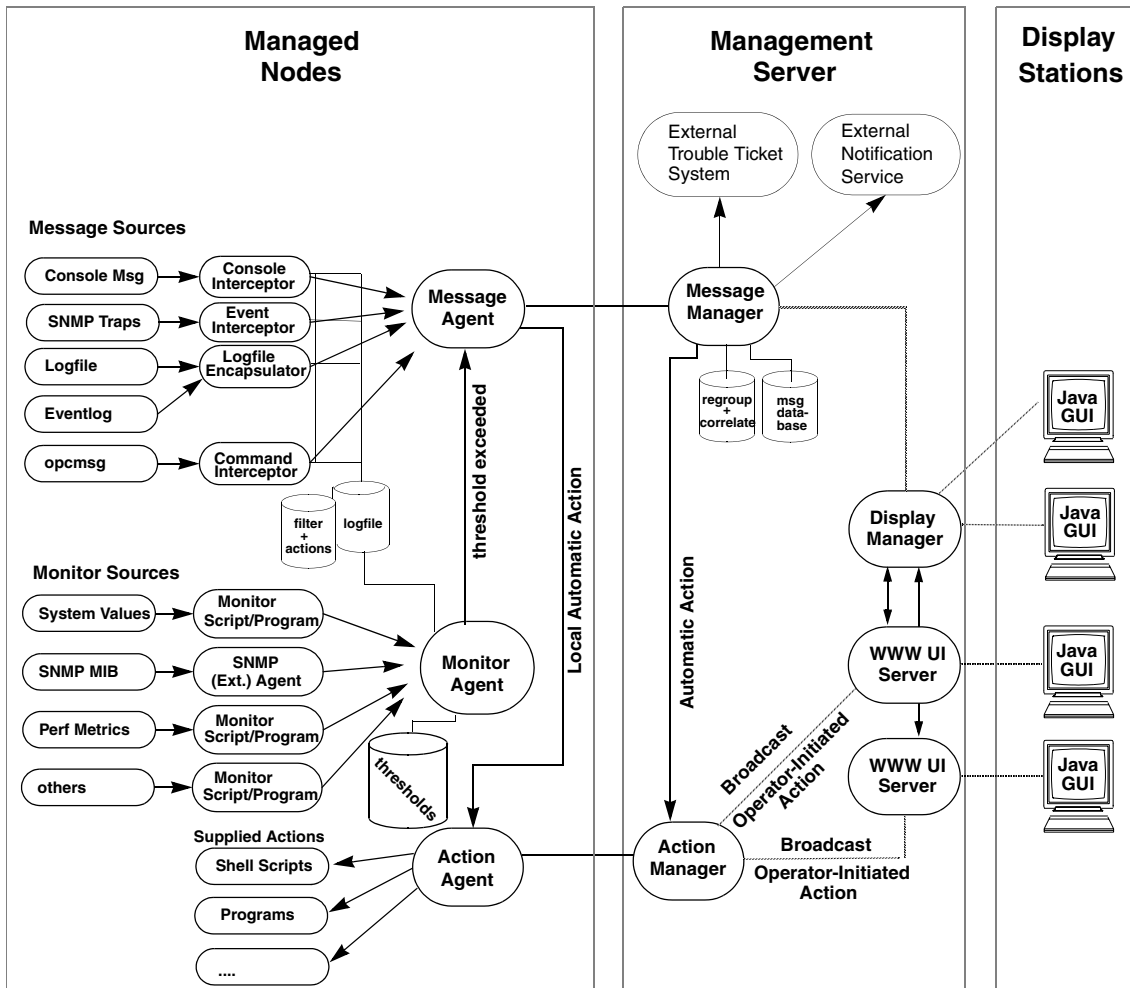 Managed
Nodes
Management
Server
Display
Stations
External
Trouble Ticket
System
External
Notification
Service
Message Sources
Console Msg
Console
Interceptor
SNMP Traps
Event
Interceptor
Logfile
Logfile
Encapsulator
Eventlog
opcmsg
Command
Interceptor
Message
Agent
Message
Manager
filter
+
actions
logfile
threshold exceeded
Local Automatic Action
regroup
+
correlate
msg
data-
base
Automatic Action
Java
GUI
Java
GUI
Display
Manager
Monitor Sources
System Values
Monitor
Script/Program
SNMP MIB
SNMP
(Ext.) Agent
Perf Metrics
Monitor
Script/Program
others
Monitor
Script/Program
Monitor
Agent
thresholds
WWW UI
Server
Java
GUI
WWW UI
Server
Java
GUI
Broadcast
Operator-Initiated
Action
Supplied Actions
Shell Scripts
Programs
....
Action
Agent
Action
Manager
Broadcast
Operator-Initiated
Action